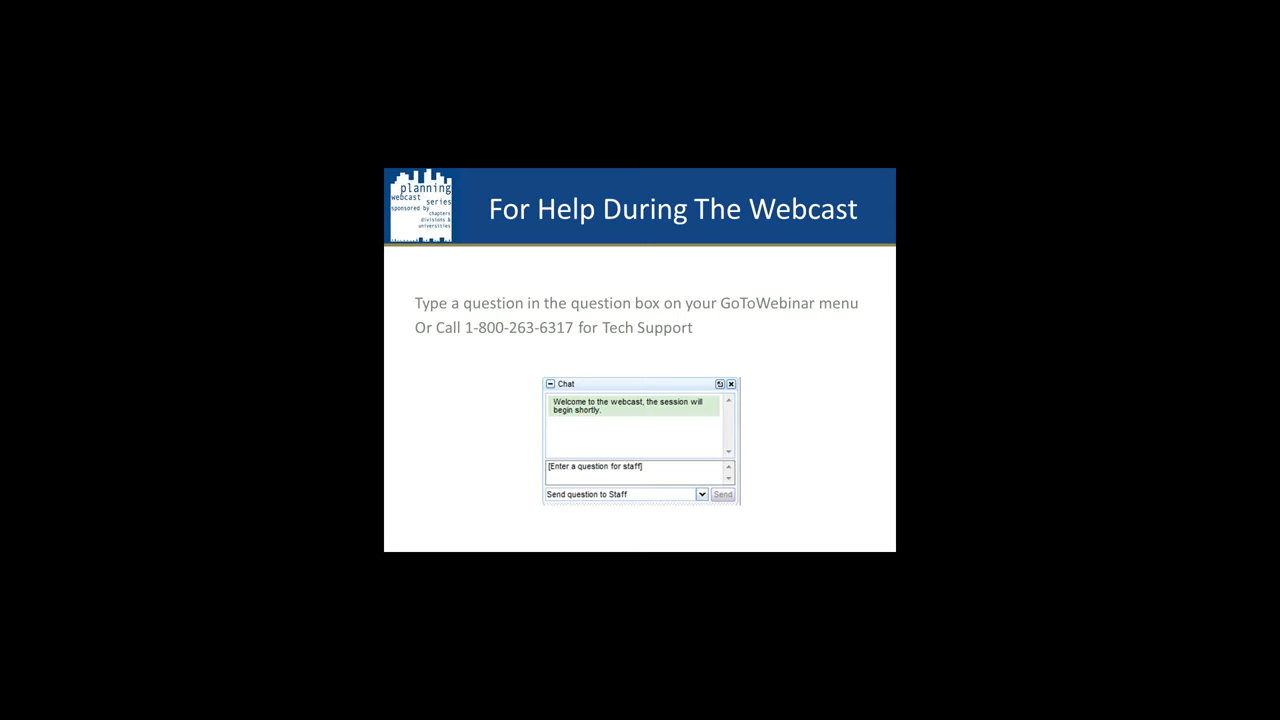 planning
webcast
series
sponsored by
chapters
divisions &
universities
For Help During The Webcast
Type a question in the question box on your GoToWebinar menu
Or Call 1-800-263-6317 for Tech Support
Chat
Welcome to the webcast, the session will
begin shortly.
[Enter a question for staff]
Send question to Staff
Send